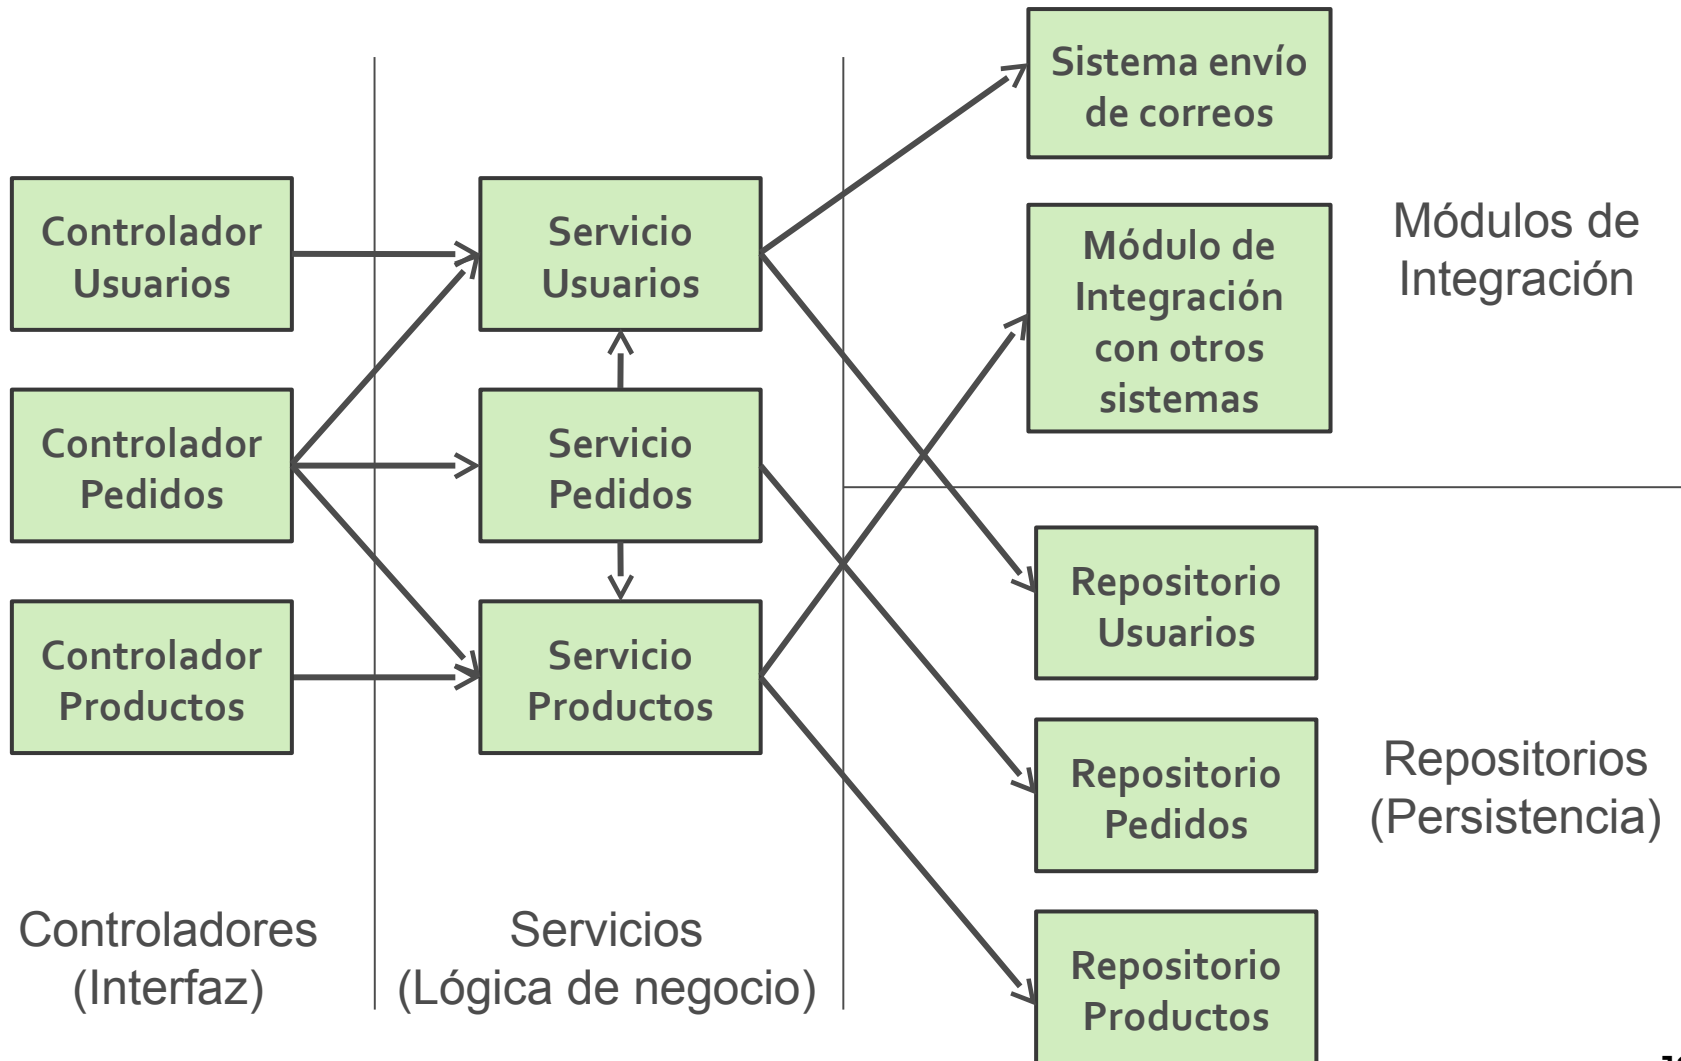 Sistema envío
de correos
Controlador
Usuarios
Servicio
Usuarios
Módulo de
Integración
con otros
sistemas
Módulos de
Integración
Controlador
Pedidos
Servicio
Pedidos
Repositorio
Usuarios
Controlador
Productos
Servicio
Productos
Repositorio
Pedidos
Repositorios
(Persistencia)
Controladores
(Interfaz)
Servicios
(Lógica de negocio)
Repositorio
Productos